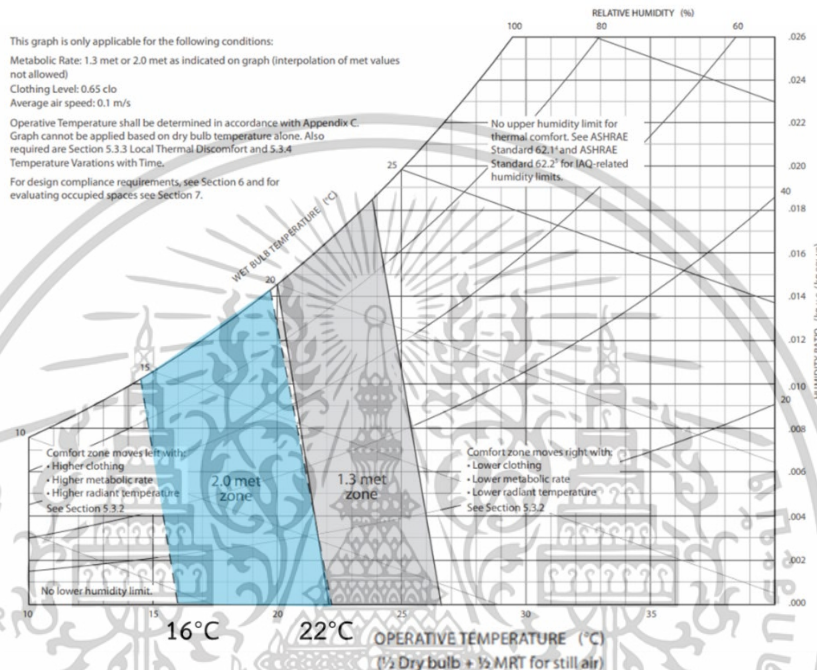 RELATIVE HUMIDITY (%)
100 80 60
This graph is only applicable for the following conditions:
Metabolic Rate: 1.3 met or 2.0 met as indicated on graph (interpolation of met values
not allowed)
Clothing Level: 0.65 clo
Average air speed: 0.1 m/s
Operative Temperature shall be determined in accordance with Appendix C.
Graph cannot be applied based on dry bulb temperature alone. Also
required are Section 5.3.3 Local Thermal Discomfort and 5.3.4
Temperature Varations with Time.
For design compliance requirements, see Section 6 and for
evaluating occupied spaces see Section 7.
No upper humidity limit for
thermal comfort. See ASHRAE
Standard 62.1⁴ and ASHRAE
Standard 62.2⁵ for IAQ-related
humidity limits.
WET BULB TEMPERATURE (°C)
10
15
20
25
.026
.024
.022
.020
40
.018
.016
.014
.012
.010
20
.008
.006
.004
.002
.000
Comfort zone moves left with:
• Higher clothing
• Higher metabolic rate
• Higher radiant temperature
See Section 5.3.2
2.0 met
zone
1.3 met
zone
Comfort zone moves right with:
• Lower clothing
• Lower metabolic rate
• Lower radiant temperature
See Section 5.3.2
No lower humidity limit.
10 15 20 25 30 35
16°C 22°C
OPERATIVE TEMPERATURE (°C)
(½ Dry bulb + ½ MRT for still air)